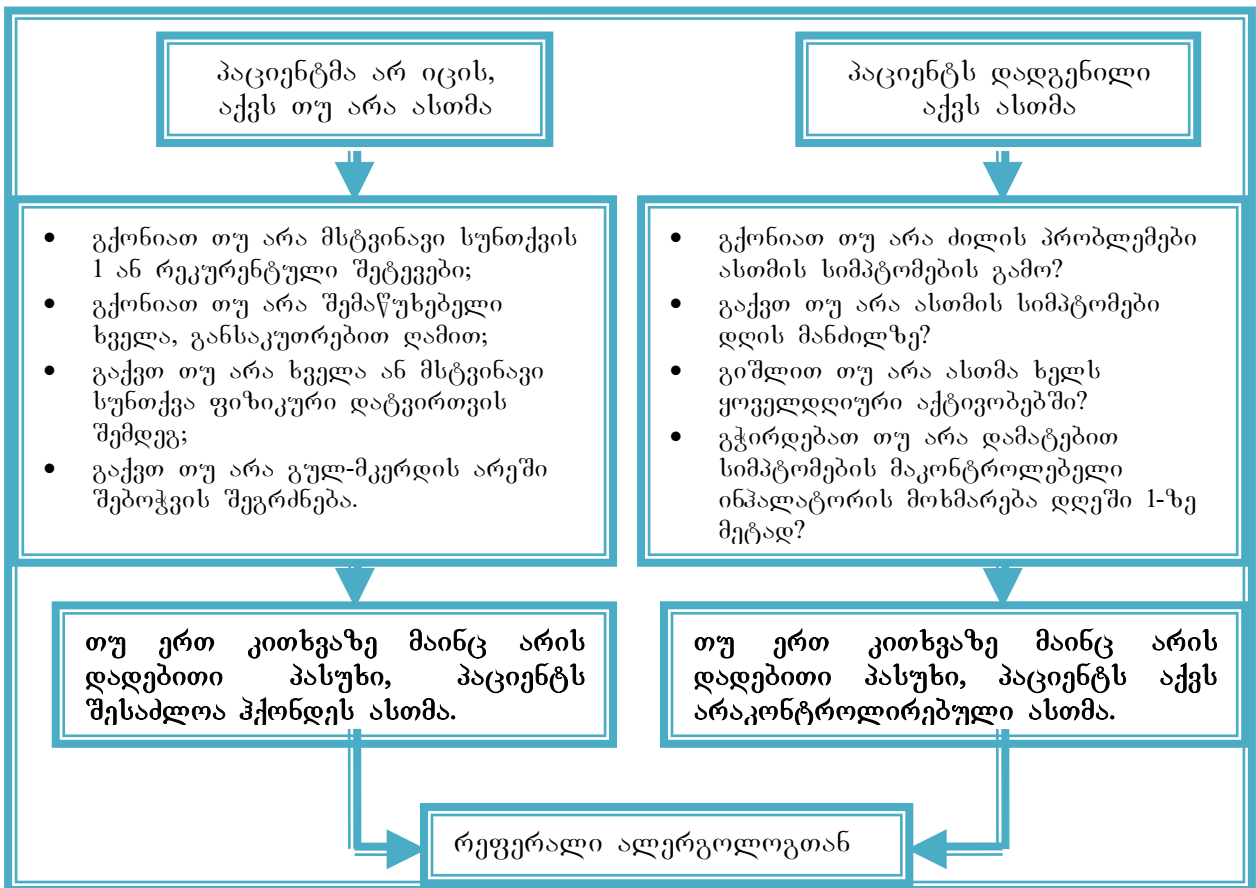 პაციენტმა არ იცის,
აქვს თუ არა ასთმა
პაციენტს დადგენილი
აქვს ასთმა
• გქონიათ თუ არა მსტვინავი სუნთქვის
1 ან რეკურენტული შეტევები;
• გქონიათ თუ არა შემაწუხებელი
ხველა, განსაკუთრებით ღამით;
• გაქვთ თუ არა ხველა ან მსტვინავი
სუნთქვა ფიზიკური დატვირთვის
შემდეგ;
• გაქვთ თუ არა გულ-მკერდის არეში
შებოჭვის შეგრძნება.
• გქონიათ თუ არა ძილის პრობლემები
ასთმის სიმპტომების გამო?
• გაქვთ თუ არა ასთმის სიმპტომები
დღის მანძილზე?
• გიშლით თუ არა ასთმა ხელს
ყოველდღიური აქტივობებში?
• გჭირდებათ თუ არა დამატებით
სიმპტომების მაკონტროლებელი
ინჰალატორის მოხმარება დღეში 1-ზე
მეტად?
თუ ერთ კითხვაზე მაინც არის
დადებითი პასუხი, პაციენტს
შესაძლოა ჰქონდეს ასთმა.
თუ ერთ კითხვაზე მაინც არის
დადებითი პასუხი, პაციენტს აქვს
არაკონტროლირებული ასთმა.
რეფერალი ალერგოლოგთან